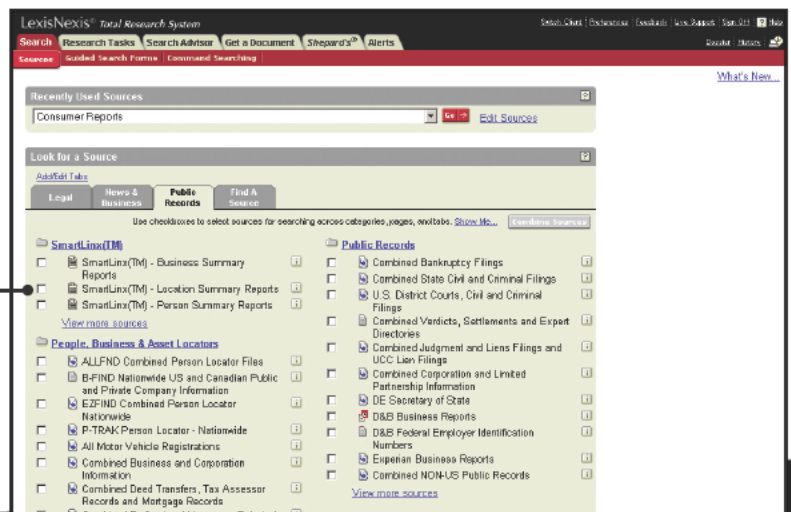 LexisNexis® Total Research System
Switch Client | Preferences | Feedback | Live Support | Sign Off | ? Help
Search Research Tasks Search Advisor Get a Document Shepard's® Alerts
History
Sources Guided Search Forms Command Searching
What's New...
Recently Used Sources ?
Consumer Reports Go Edit Sources
Look for a Source ?
Add/Edit Tabs
Legal
News & Business
Public Records
Find A Source
Use checkboxes to select sources for searching across categories, pages, and tabs. Show Me... Combine Sources
SmartLinx(TM)
SmartLinx(TM) - Business Summary
Reports
SmartLinx(TM) - Location Summary Reports
SmartLinx(TM) - Person Summary Reports
View more sources
People, Business & Asset Locators
ALLFND Combined Person Locator Files
B-FIND Nationwide US and Canadian Public
and Private Company Information
EZFIND Combined Person Locator
Nationwide
P-TRAK Person Locator - Nationwide
All Motor Vehicle Registrations
Combined Business and Corporation
Information
Combined Deed Transfers, Tax Assessor
Records and Mortgage Records
Public Records
Combined Bankruptcy Filings
Combined State Civil and Criminal Filings
U.S. District Courts, Civil and Criminal
Filings
Combined Verdicts, Settlements and Expert
Directories
Combined Judgment and Liens Filings and
UCC Lien Filings
Combined Corporation and Limited
Partnership Information
DE Secretary of State
D&B Business Reports
D&B Federal Employer Identification
Numbers
Experian Business Reports
Combined NON-US Public Records
View more sources